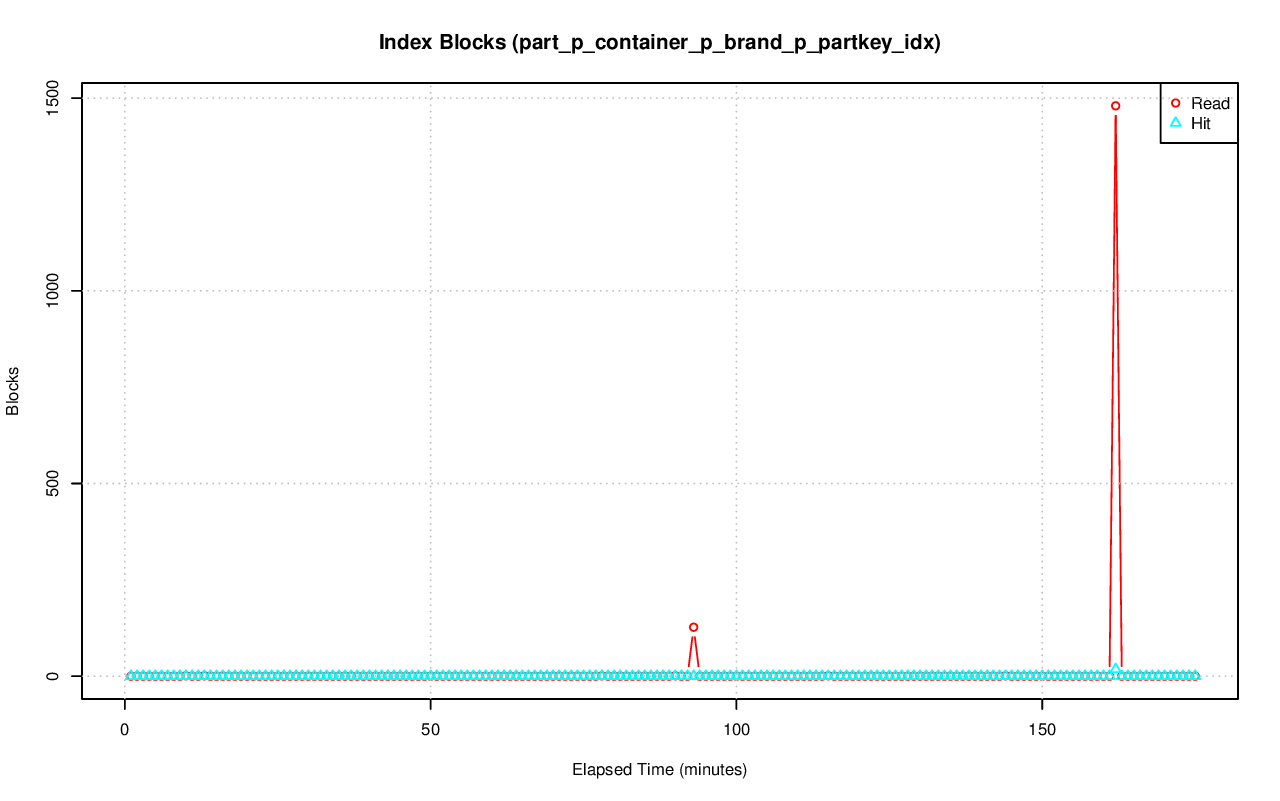 Index Blocks (part_p_container_p_brand_p_partkey_idx)
Read
Hit
1500
1000
500
0
Blocks
0 50 100 150
Elapsed Time (minutes)